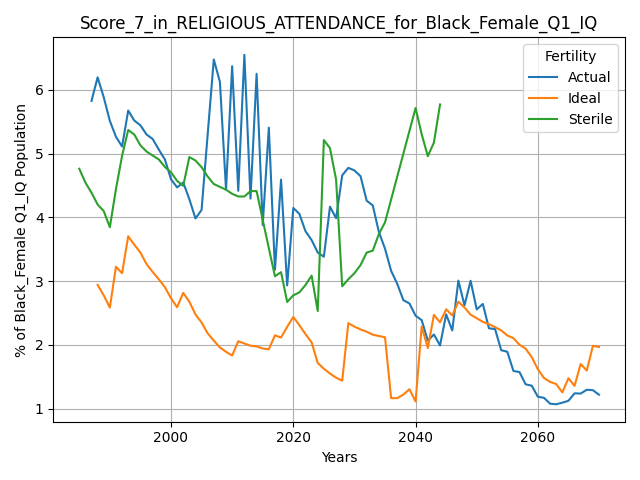 Score_7_in_RELIGIOUS_ATTENDANCE_for_Black_Female_Q1_IQ
Fertility
Actual
Ideal
Sterile
% of Black_Female Q1_IQ Population
6
5
4
3
2
1
2000
2020
2040
2060
Years